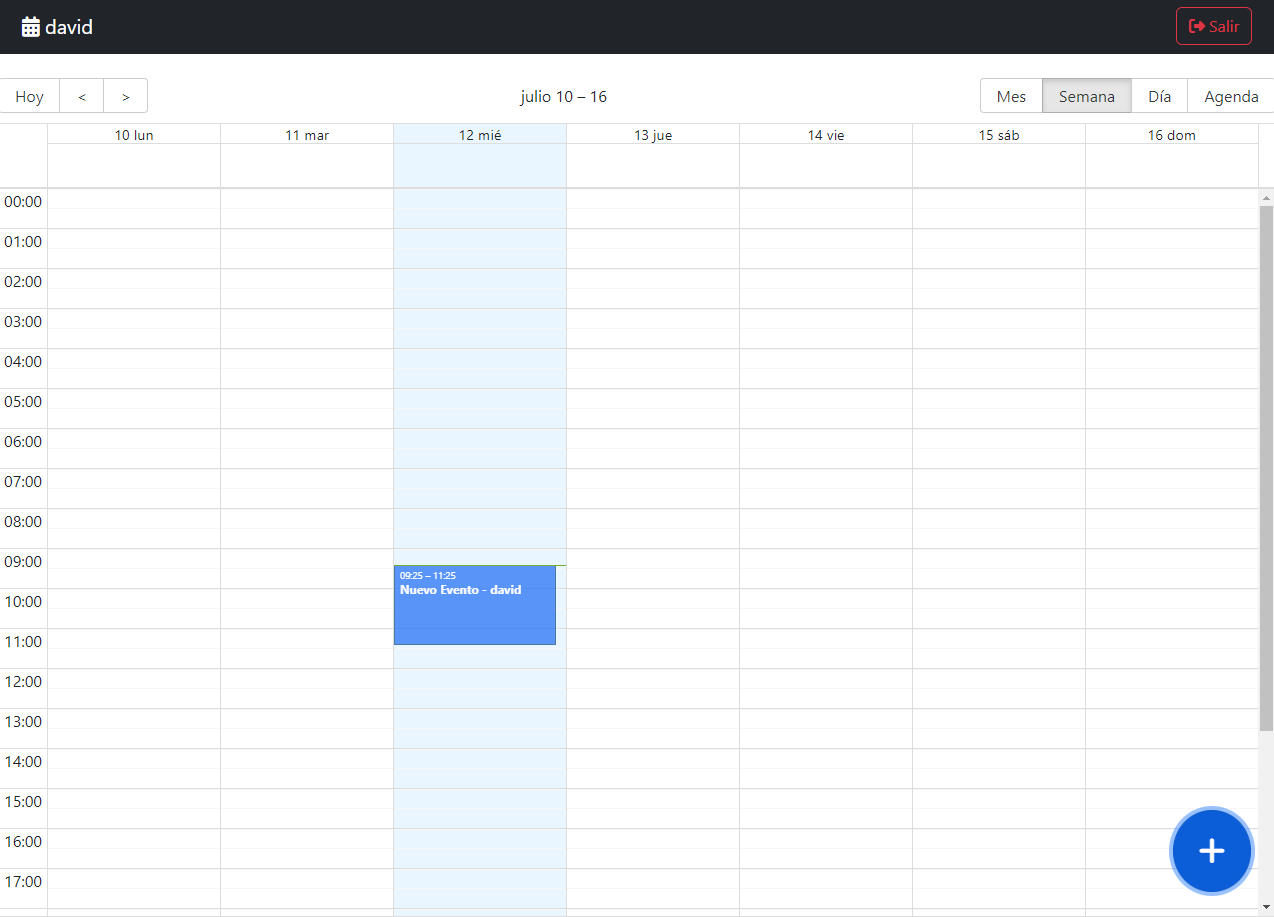 david
Salir
Hoy < >
julio 10 – 16
Mes Semana Día Agenda
10 lun 11 mar 12 mié 13 jue 14 vie 15 sáb 16 dom
00:00
01:00
02:00
03:00
04:00
05:00
06:00
07:00
08:00
09:00
09:25 – 11:25
Nuevo Evento - david
10:00
11:00
12:00
13:00
14:00
15:00
16:00
17:00